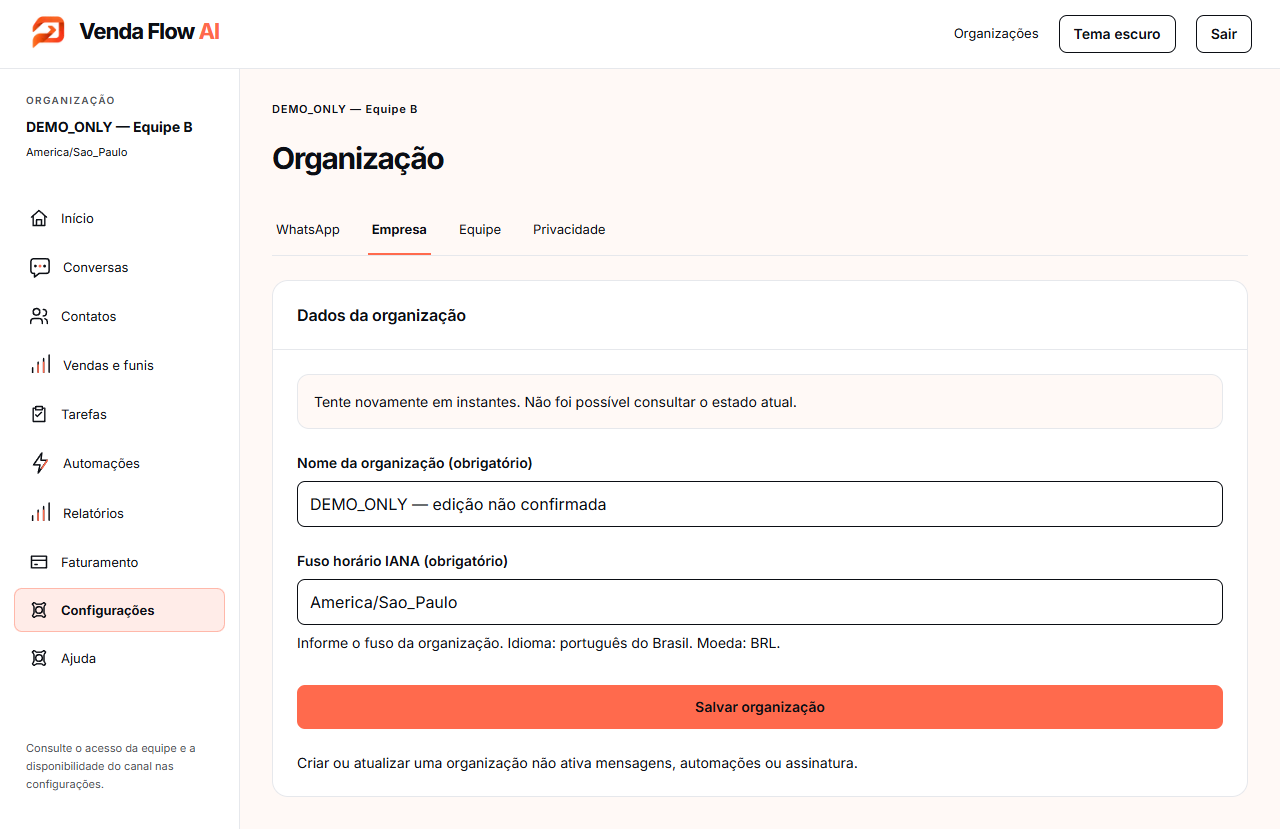 Venda Flow AI
Organizações
Tema escuro
Sair
ORGANIZAÇÃO
DEMO_ONLY — Equipe B
America/Sao_Paulo
Início
Conversas
Contatos
Vendas e funis
Tarefas
Automações
Relatórios
Faturamento
Configurações
Ajuda
Consulte o acesso da equipe e a
disponibilidade do canal nas
configurações.
DEMO_ONLY — Equipe B
Organização
WhatsApp
Empresa
Equipe
Privacidade
Dados da organização
Tente novamente em instantes. Não foi possível consultar o estado atual.
Nome da organização (obrigatório)
DEMO_ONLY — edição não confirmada
Fuso horário IANA (obrigatório)
America/Sao_Paulo
Informe o fuso da organização. Idioma: português do Brasil. Moeda: BRL.
Salvar organização
Criar ou atualizar uma organização não ativa mensagens, automações ou assinatura.